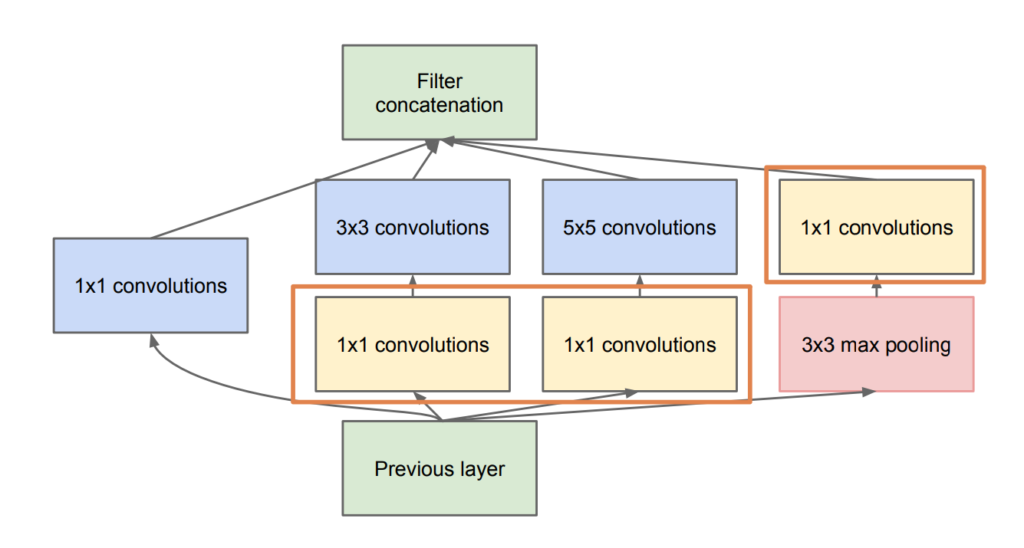 Filter
concatenation
3x3 convolutions
5x5 convolutions
1x1 convolutions
1x1 convolutions
1x1 convolutions
1x1 convolutions
3x3 max pooling
Previous layer